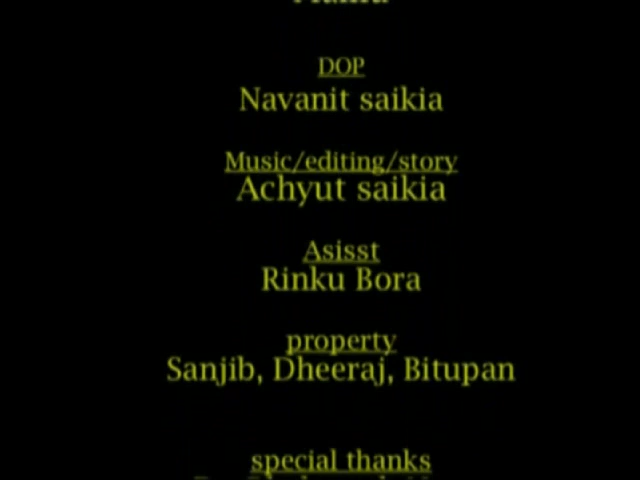 DOP
Navanit saikia
Music/editing/story
Achyut saikia
Asisst
Rinku Bora
property
Sanjib, Dheeraj, Bitupan
special thanks